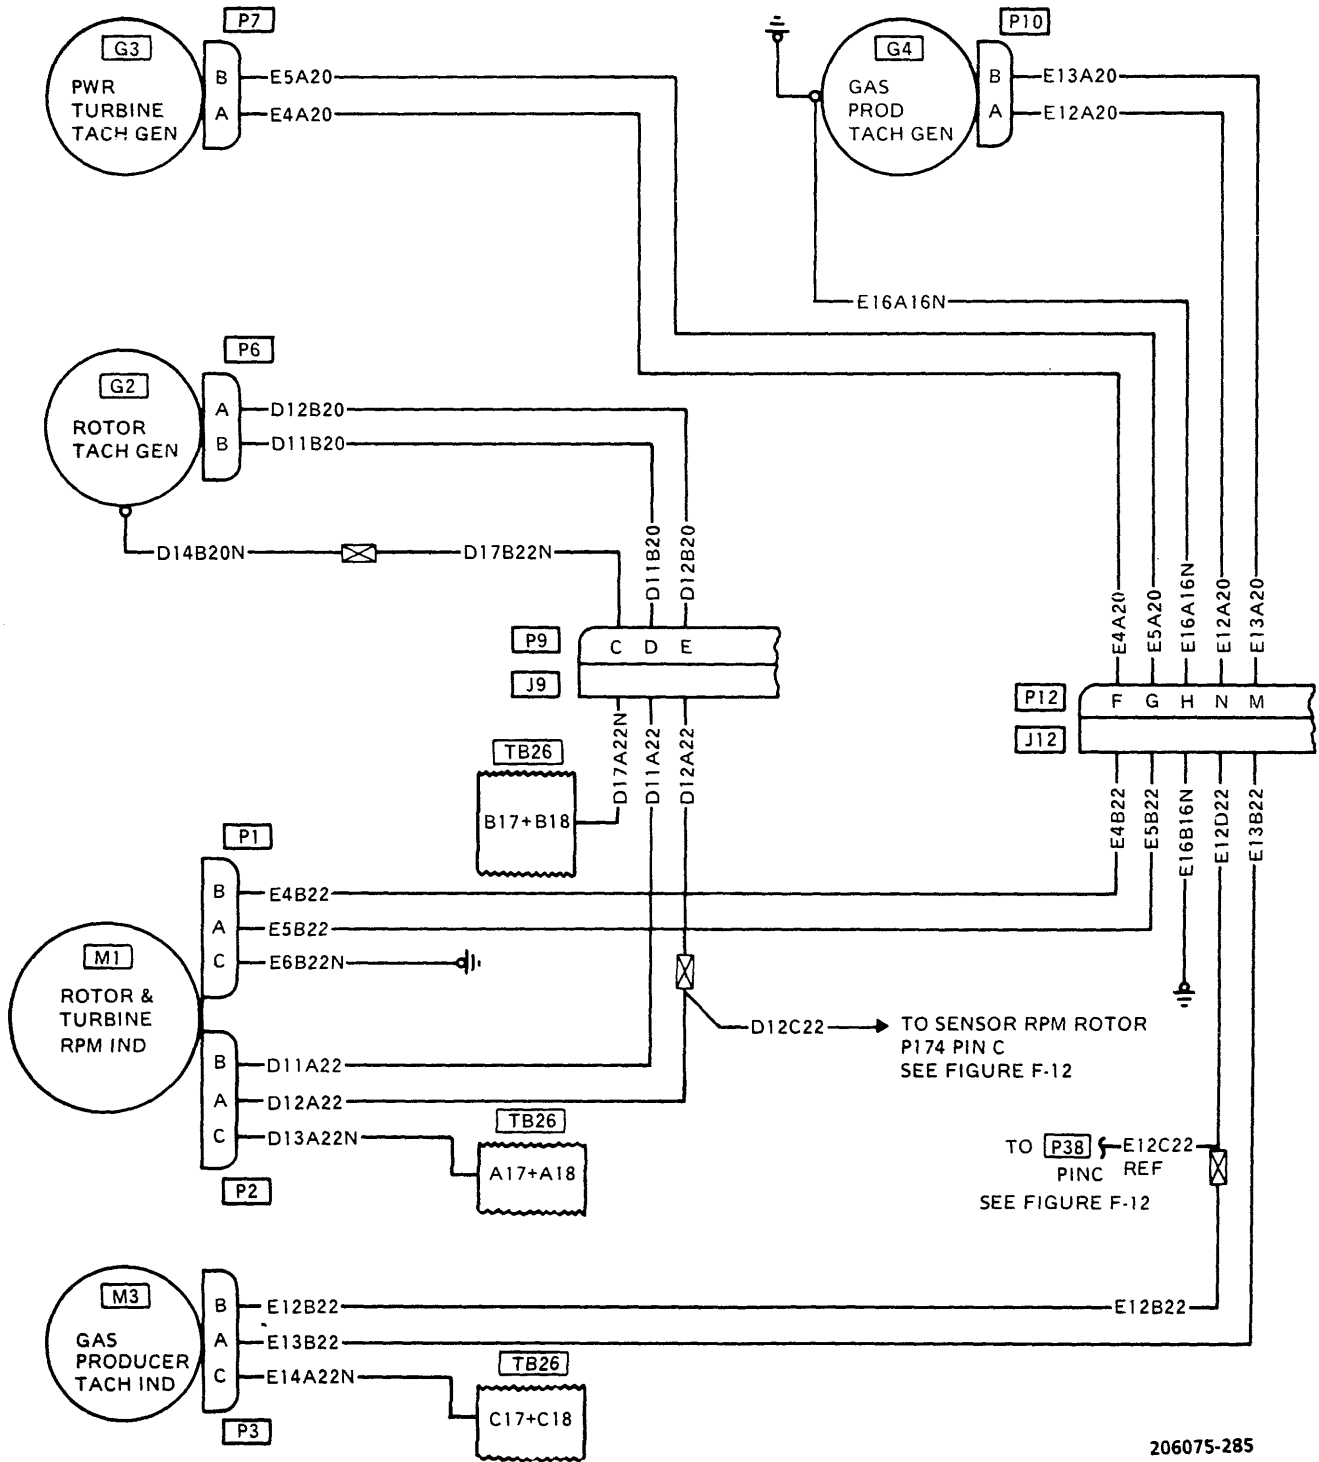 P7
G3
PWR
TURBINE
TACH GEN
B
E5A20
A
E4A20
P10
G4
GAS
PROD
TACH GEN
B
E13A20
A
E12A20
E16A16N
P6
G2
ROTOR
TACH GEN
A
D12B20
B
D11B20
D14B20N
D17B22N
D11B20
D12B20
E4A20
E5A20
E16A16N
E12A20
E13A20
P9
C D E
J9
P12
F G H N M
J12
TB26
B17+B18
D17A22N
D11A22
D12A22
E4B22
E5B22
E16B16N
E12D22
E13B22
P1
B
E4B22
A
E5B22
C
E6B22N
M1
ROTOR &
TURBINE
RPM IND
D12C22
TO SENSOR RPM ROTOR
P174 PIN C
SEE FIGURE F-12
B
D11A22
A
D12A22
C
D13A22N
P2
TB26
A17+A18
TO P38 E12C22
PINC REF
SEE FIGURE F-12
M3
GAS
PRODUCER
TACH IND
B
E12B22
E12B22
A
E13B22
C
E14A22N
P3
TB26
C17+C18
206075-285